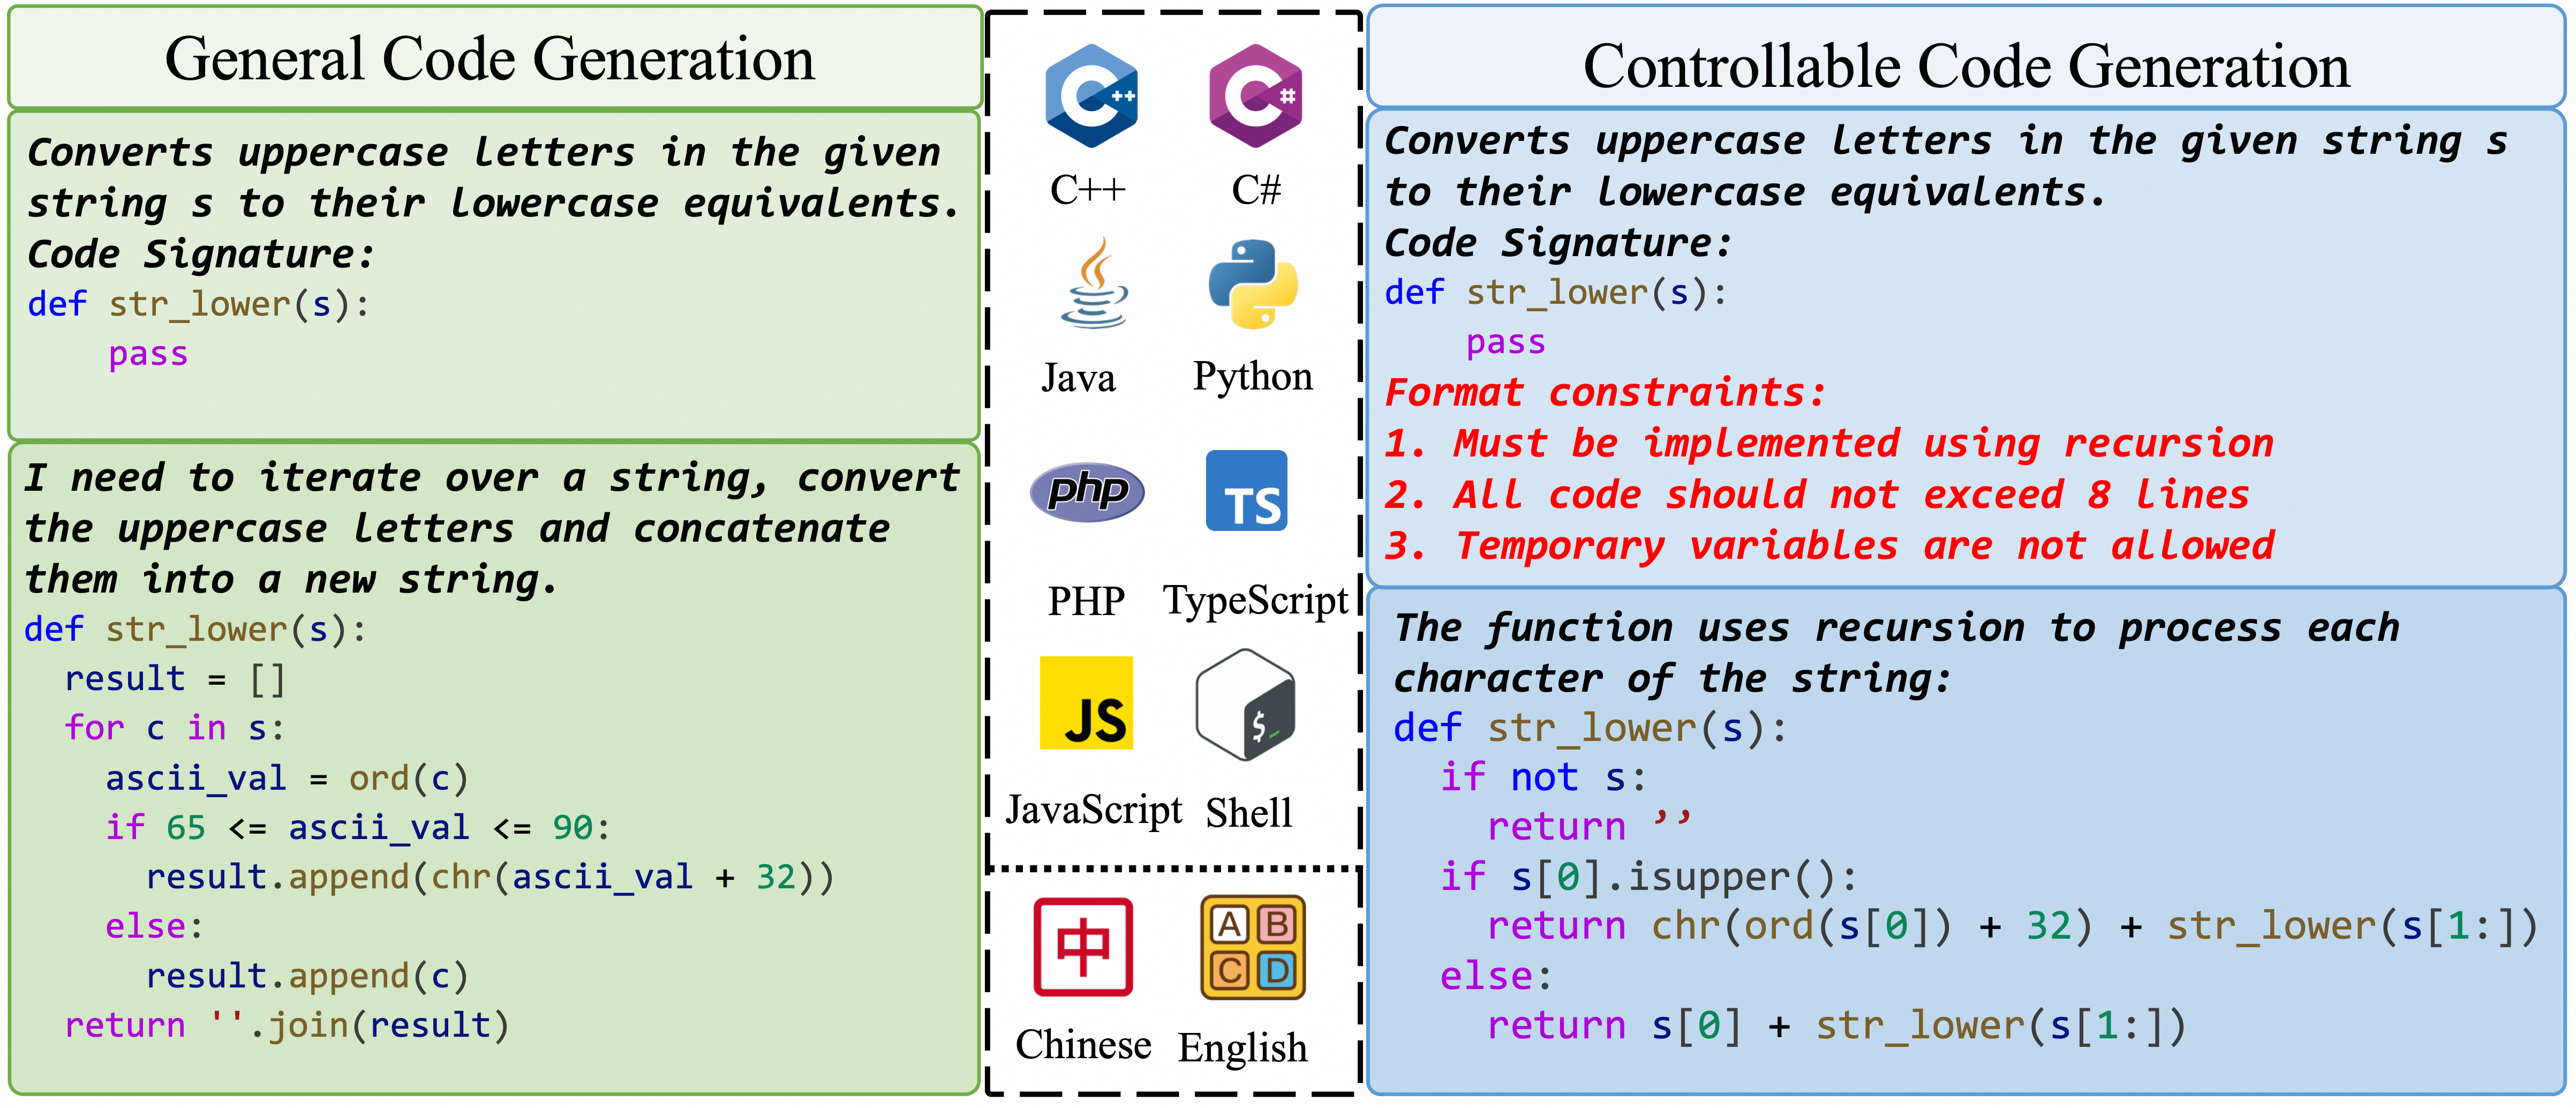 General Code Generation
Converts uppercase letters in the given
string s to their lowercase equivalents.
Code Signature:
def str_lower(s):
    pass
I need to iterate over a string, convert
the uppercase letters and concatenate
them into a new string.
def str_lower(s):
  result = []
  for c in s:
    ascii_val = ord(c)
    if 65 <= ascii_val <= 90:
      result.append(chr(ascii_val + 32))
    else:
      result.append(c)
  return ''.join(result)
C++
C#
Java
Python
php
TS
PHP
TypeScript
JS
$_
JavaScript
Shell
中
A B
C D
Chinese
English
Controllable Code Generation
Converts uppercase letters in the given string s
to their lowercase equivalents.
Code Signature:
def str_lower(s):
    pass
Format constraints:
1. Must be implemented using recursion
2. All code should not exceed 8 lines
3. Temporary variables are not allowed
The function uses recursion to process each
character of the string:
def str_lower(s):
  if not s:
    return ’’
  if s[0].isupper():
    return chr(ord(s[0]) + 32) + str_lower(s[1:])
  else:
    return s[0] + str_lower(s[1:])